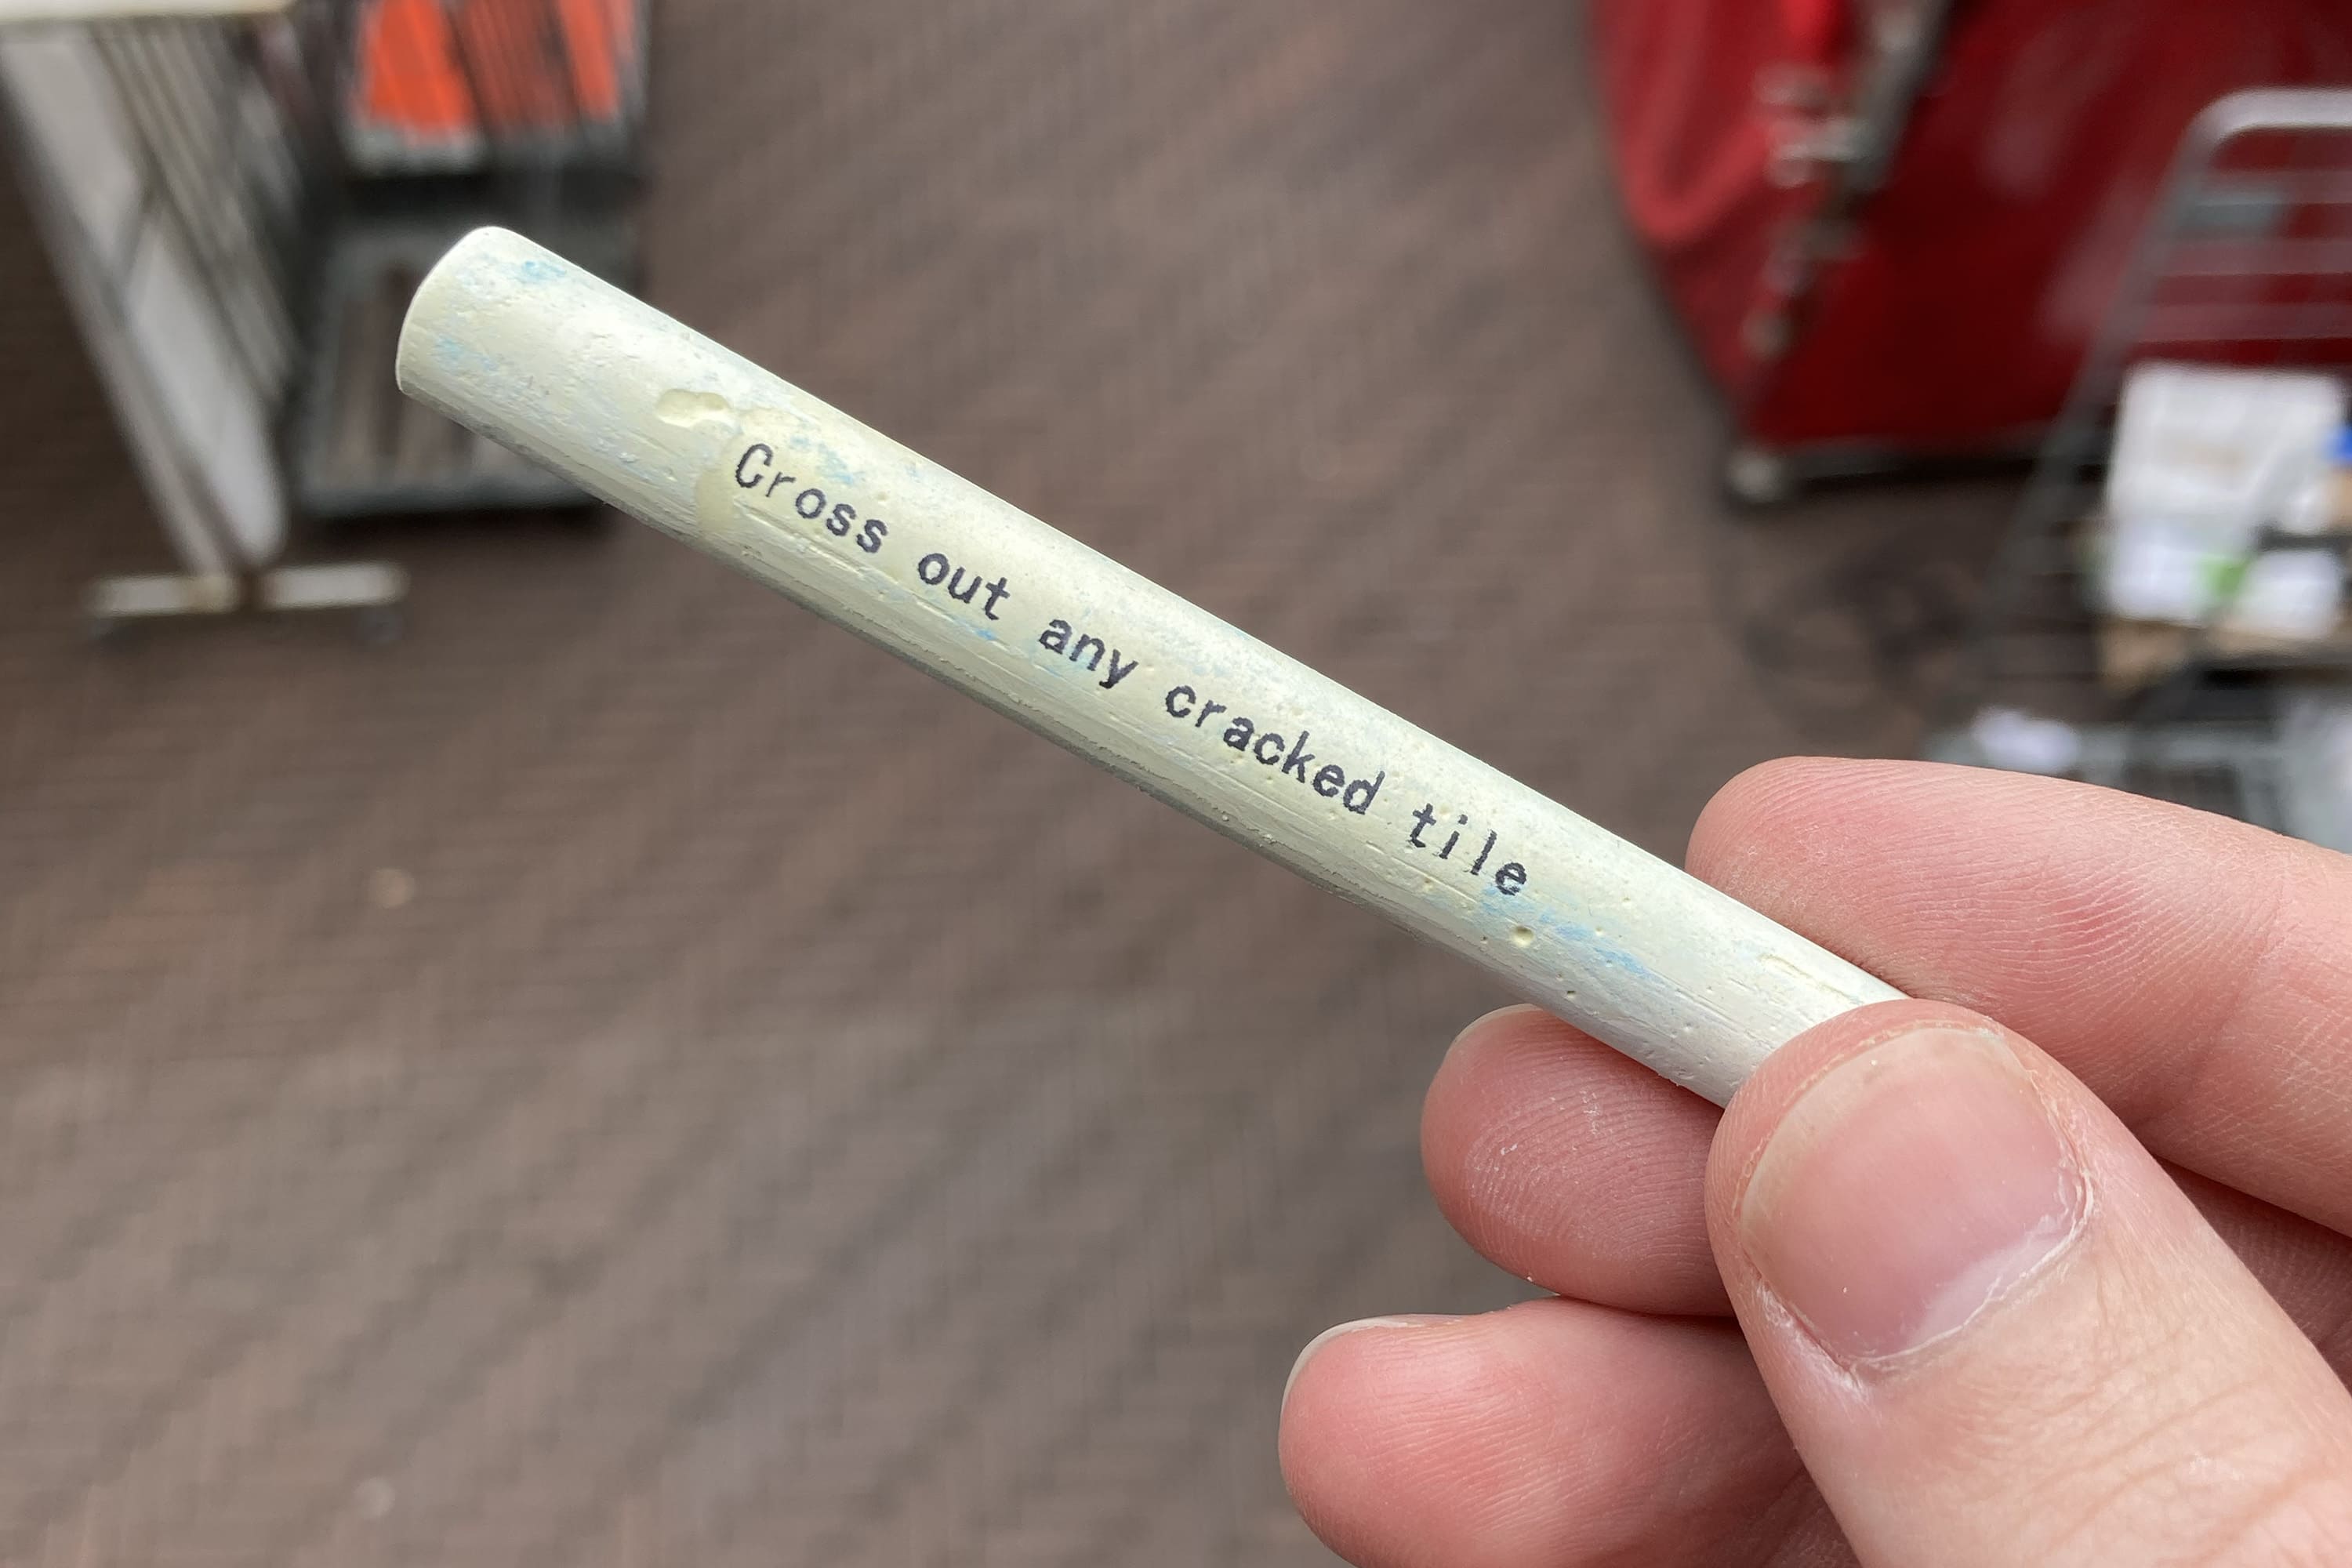 Cross out any cracked tile